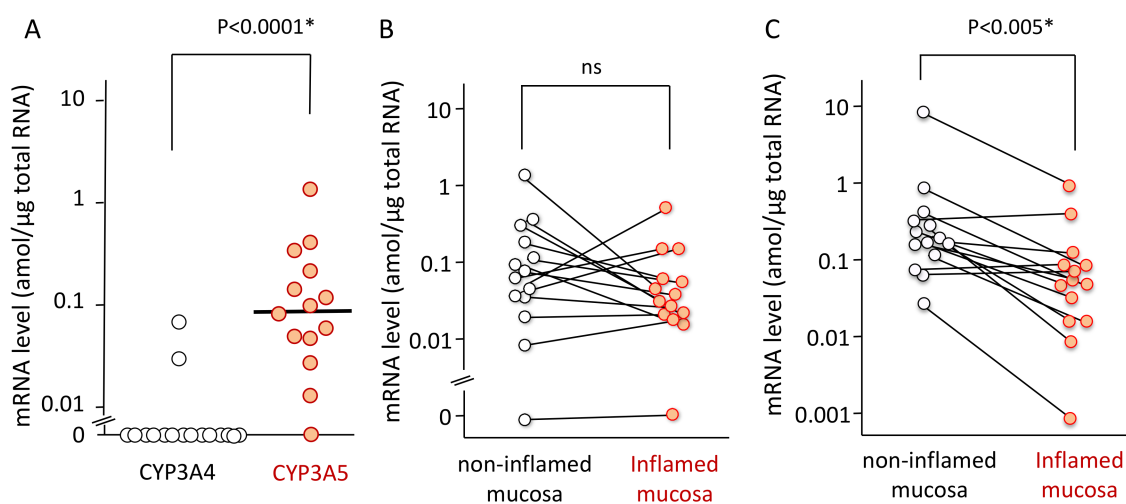 A
P<0.0001*
mRNA level (amol/µg total RNA)
10
1
0.1
0.01
0
CYP3A4
CYP3A5
B
ns
mRNA level (amol/µg total RNA)
10
1
0.1
0.01
0
non-inflamed
mucosa
Inflamed
mucosa
C
P<0.005*
mRNA level (amol/µg total RNA)
10
1
0.1
0.01
0.001
non-inflamed
mucosa
Inflamed
mucosa